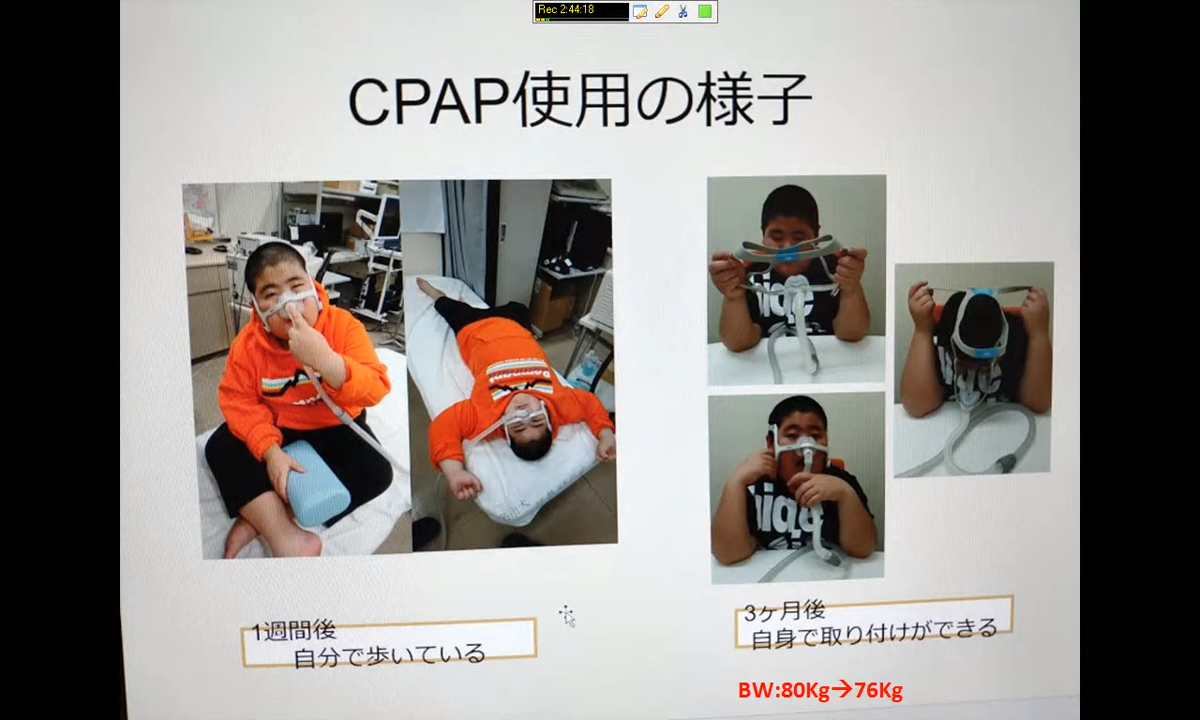 Rec 2:44:18
CPAP使用の様子
1週間後
自分で歩いている
3ヶ月後
自身で取り付けができる
BW:80Kg→76Kg